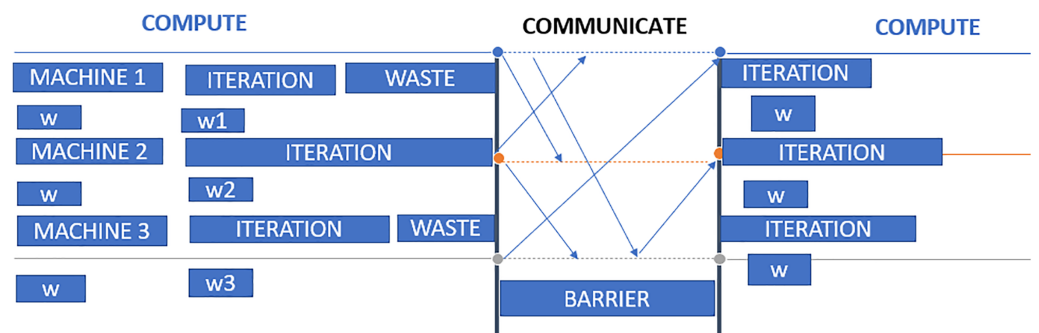 COMPUTE COMMUNICATE COMPUTE
MACHINE 1 ITERATION WASTE ITERATION
w w1 w
MACHINE 2 ITERATION ITERATION
w w2 w
MACHINE 3 ITERATION WASTE ITERATION
w w3 w
BARRIER